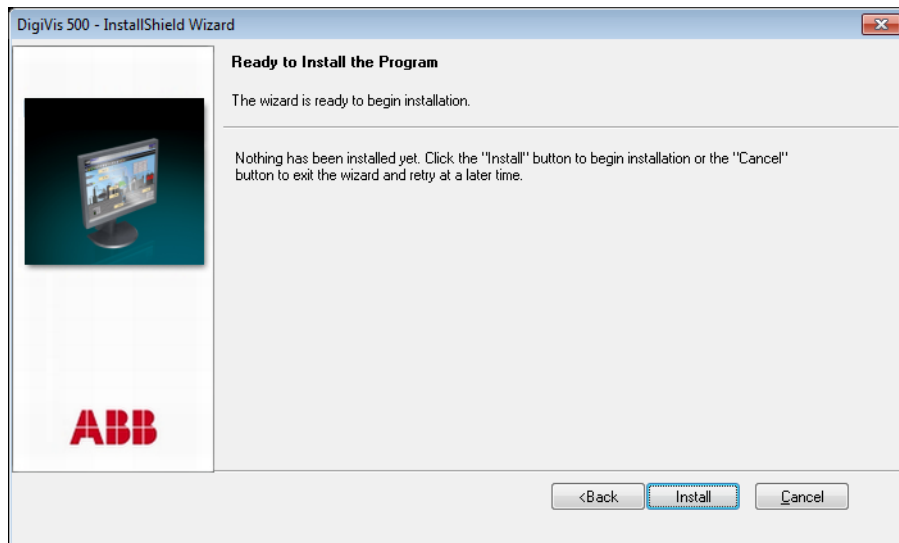 DigiVis 500 - InstallShield Wizard
Ready to Install the Program
The wizard is ready to begin installation.
Nothing has been installed yet. Click the "Install" button to begin installation or the "Cancel"
button to exit the wizard and retry at a later time.
ABB
<Back
Install
Cancel